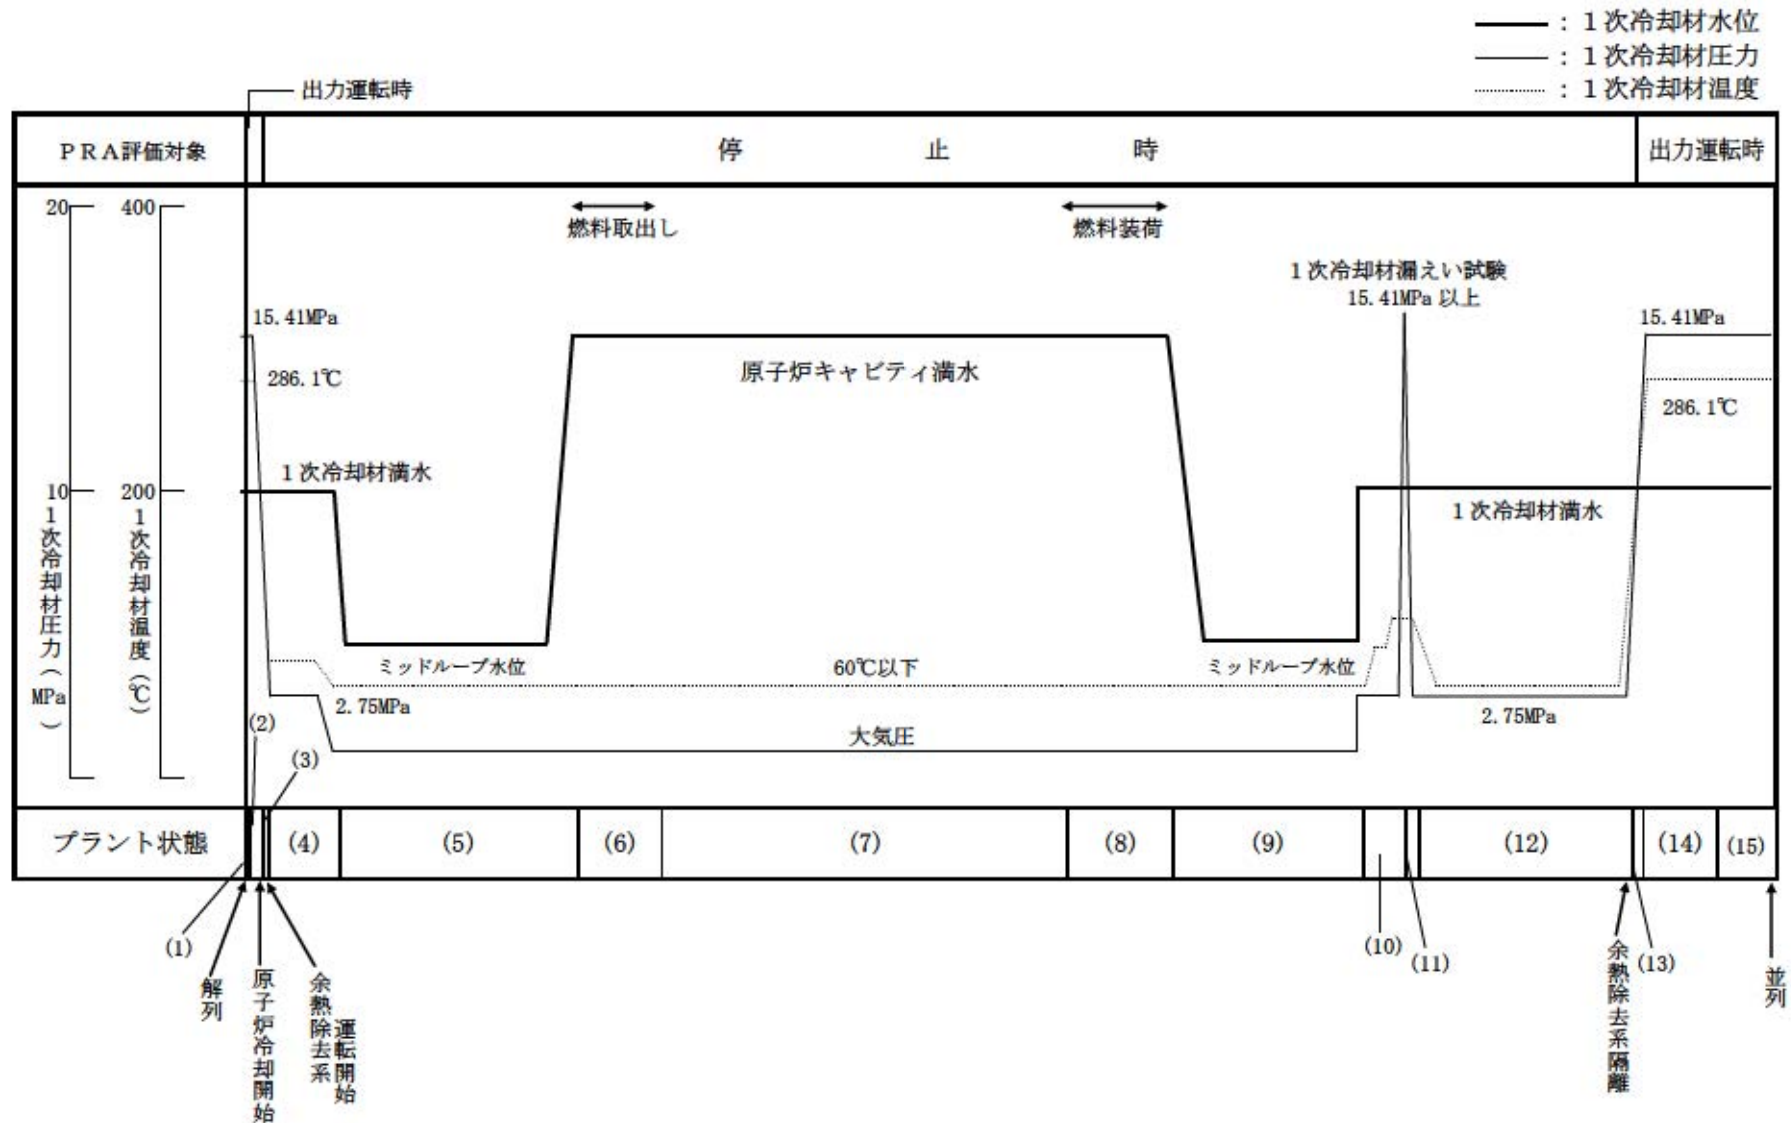 ：１次冷却材水位
：１次冷却材圧力
：１次冷却材温度
出力運転時
ＰＲＡ評価対象
停止時
出力運転時
20
400
燃料取出し
燃料装荷
１次冷却材漏えい試験
15.41MPa 以上
15.41MPa
15.41MPa
286.1℃
原子炉キャビティ満水
286.1℃
１次冷却材満水
10
200
１次冷却材満水
１次冷却材圧力（MPa）
１次冷却材温度（℃）
ミッドループ水位
60℃以下
ミッドループ水位
2.75MPa
2.75MPa
大気圧
(2)
(3)
プラント状態
(4)
(5)
(6)
(7)
(8)
(9)
(12)
(14)
(15)
(1)
(10)
(11)
(13)
解列
原子炉冷却開始
余熱除去系
運転開始
余熱除去系隔離
並列